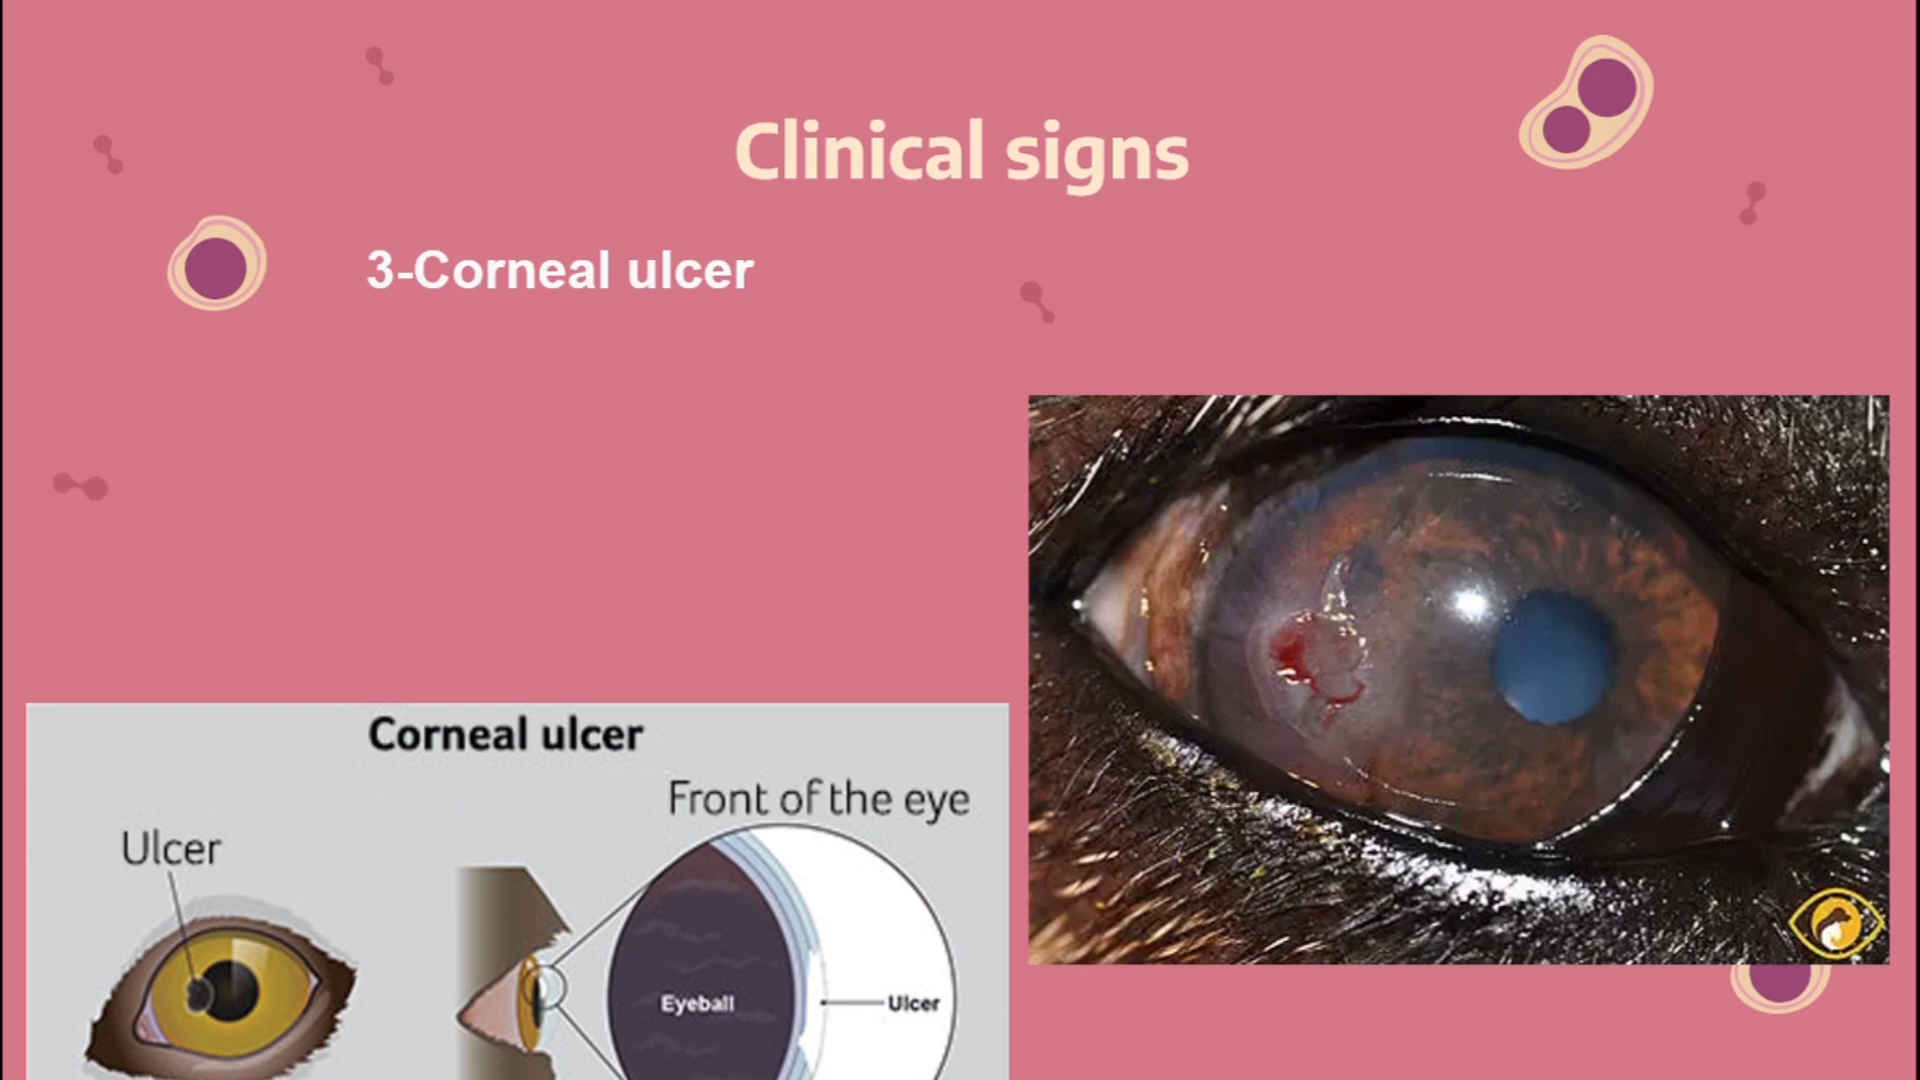 Clinical signs
3-Corneal ulcer
Corneal ulcer
Front of the eye
Ulcer
Eyeball
Ulcer